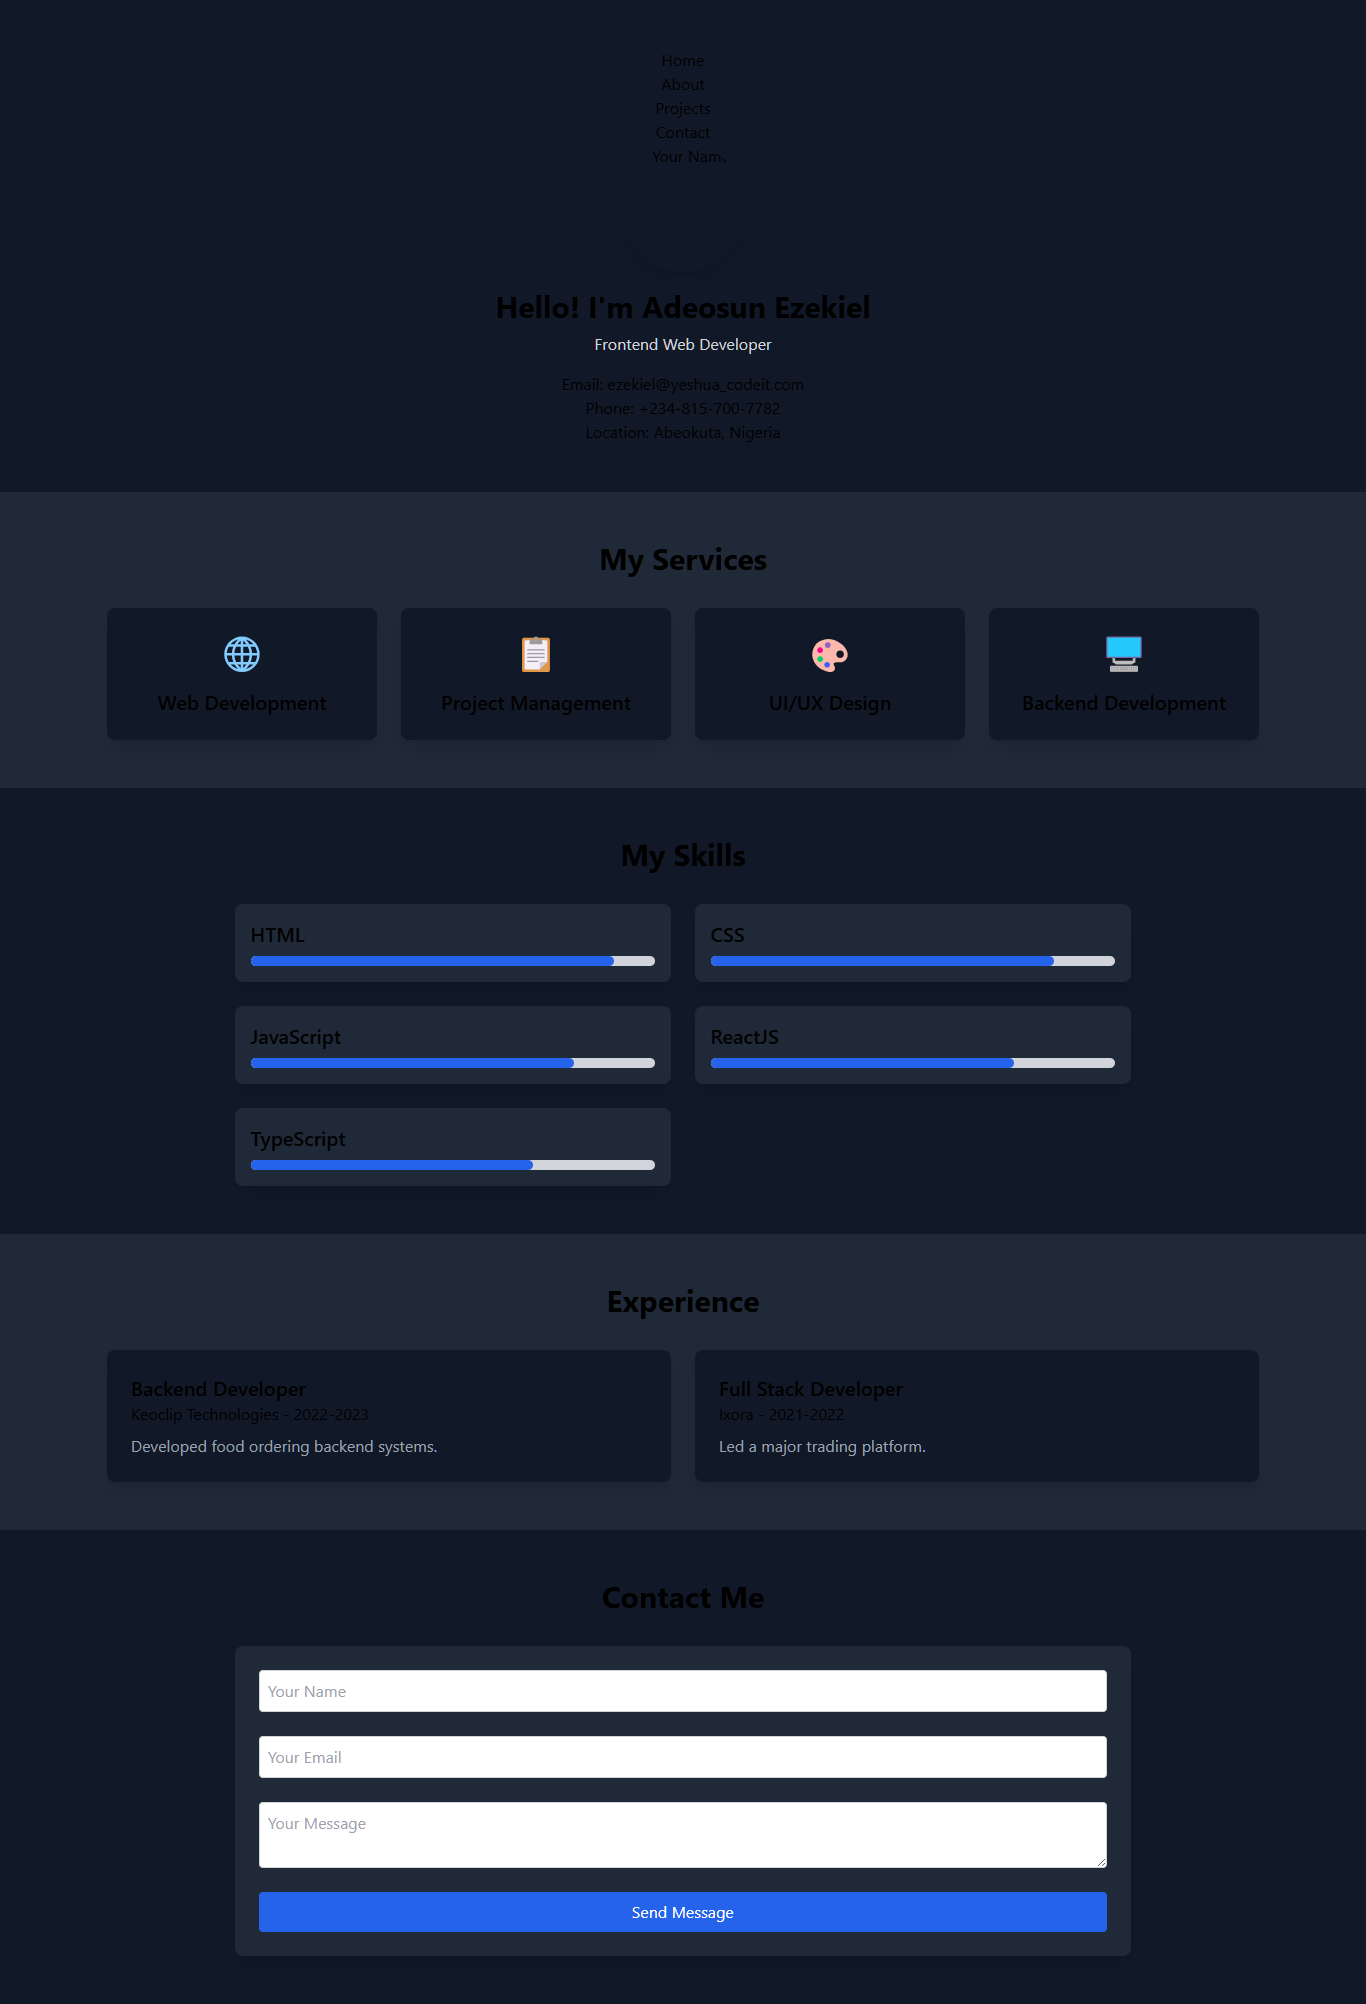 Home
About
Projects
Contact
Your Name
Hello! I'm Adeosun Ezekiel
Frontend Web Developer
Email: ezekiel@yeshua_codeit.com
Phone: +234-815-700-7782
Location: Abeokuta, Nigeria
My Services
Web Development
Project Management
UI/UX Design
Backend Development
My Skills
HTML
CSS
JavaScript
ReactJS
TypeScript
Experience
Backend Developer
Keoclip Technologies - 2022-2023
Developed food ordering backend systems.
Full Stack Developer
Ixora - 2021-2022
Led a major trading platform.
Contact Me
Your Name
Your Email
Your Message
Send Message